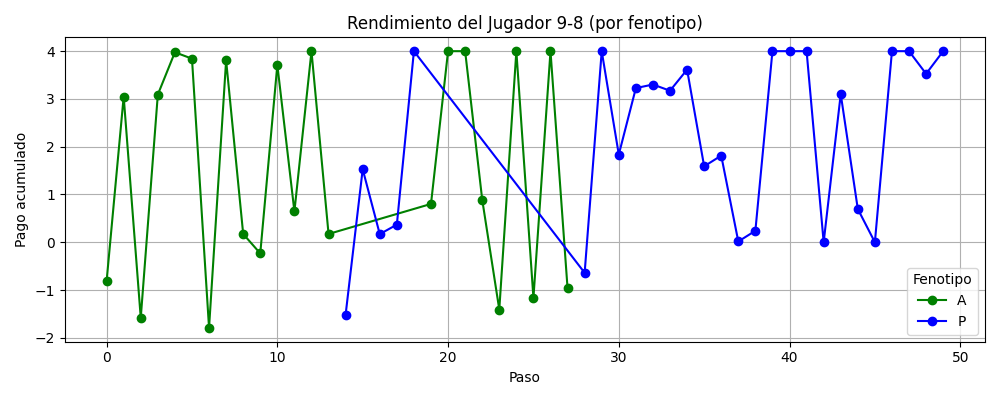 Rendimiento del Jugador 9-8 (por fenotipo)
Pago acumulado
4
3
2
1
0
−1
−2
0
10
20
30
40
50
Paso
Fenotipo
A
P